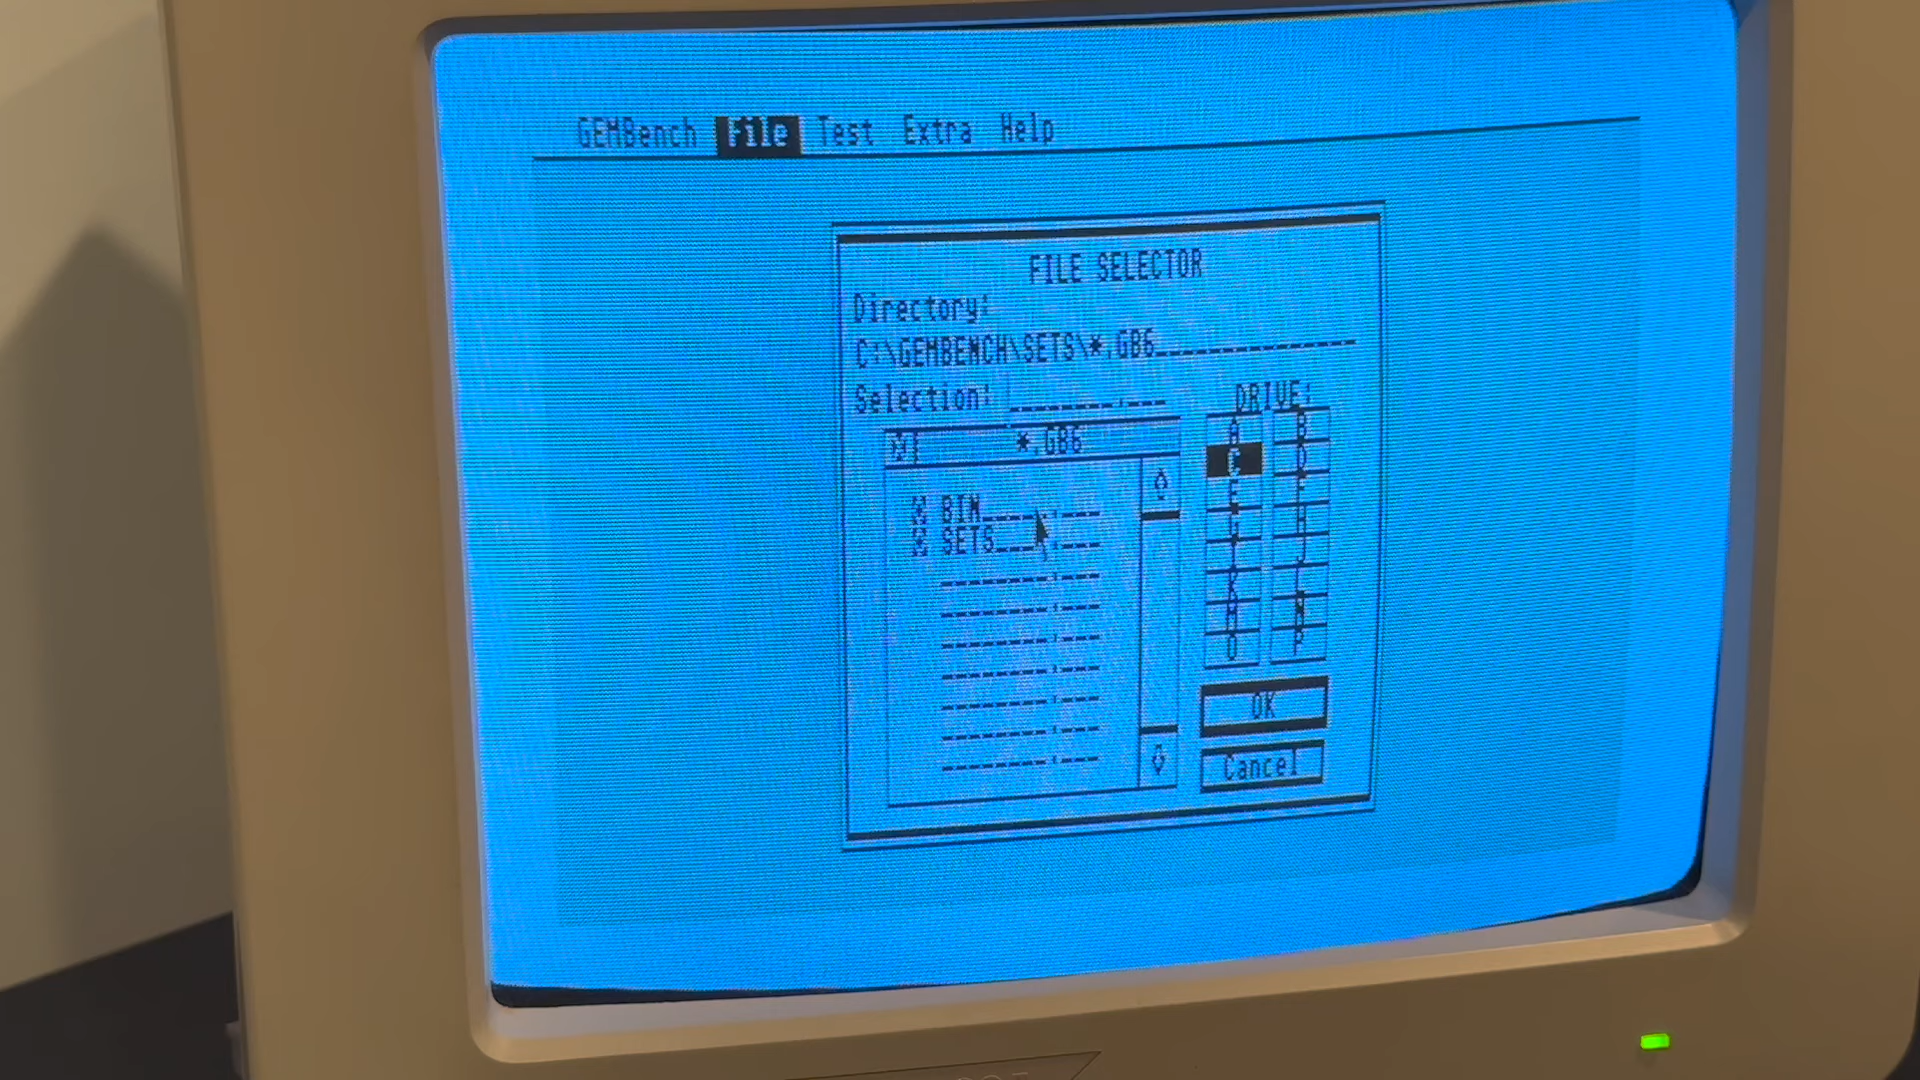 GEMBench File Test Extra Help
FILE SELECTOR
Directory:
C:\GEMBENCH\SETS\*.GB6
Selection:
DRIVE:
*.GB6
A B
C D
E F
G H
I J
K L
M N
O P
BIN
SETS
OK
Cancel